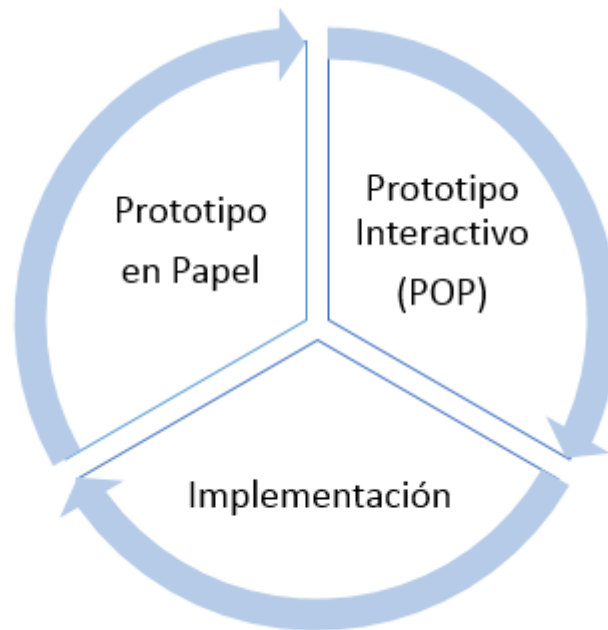 Prototipo
en Papel
Prototipo
Interactivo
(POP)
Implementación